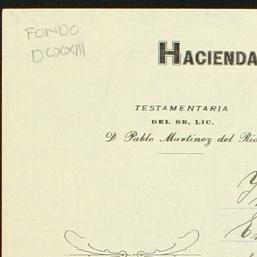 FONDO
DCXXIII
HACIENDA
TESTAMENTARIA
DEL SR. LIC.
D. Pablo Martínez del Río